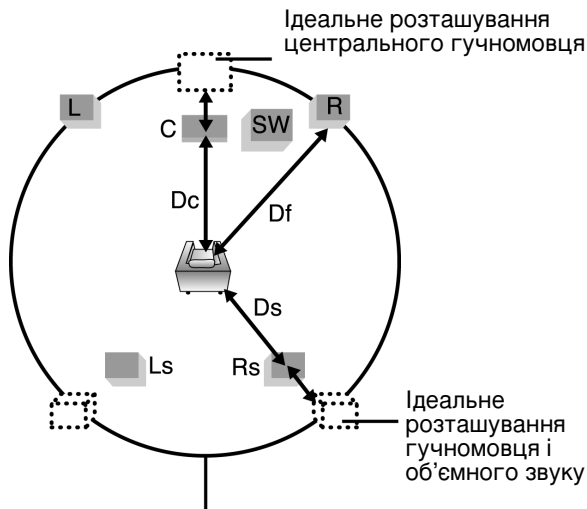 Ідеальне розташування
центрального гучномовця
L
R
C
SW
Dc
Df
Ds
Ls
Rs
Ідеальне
розташування
гучномовця і
об’ємного звуку